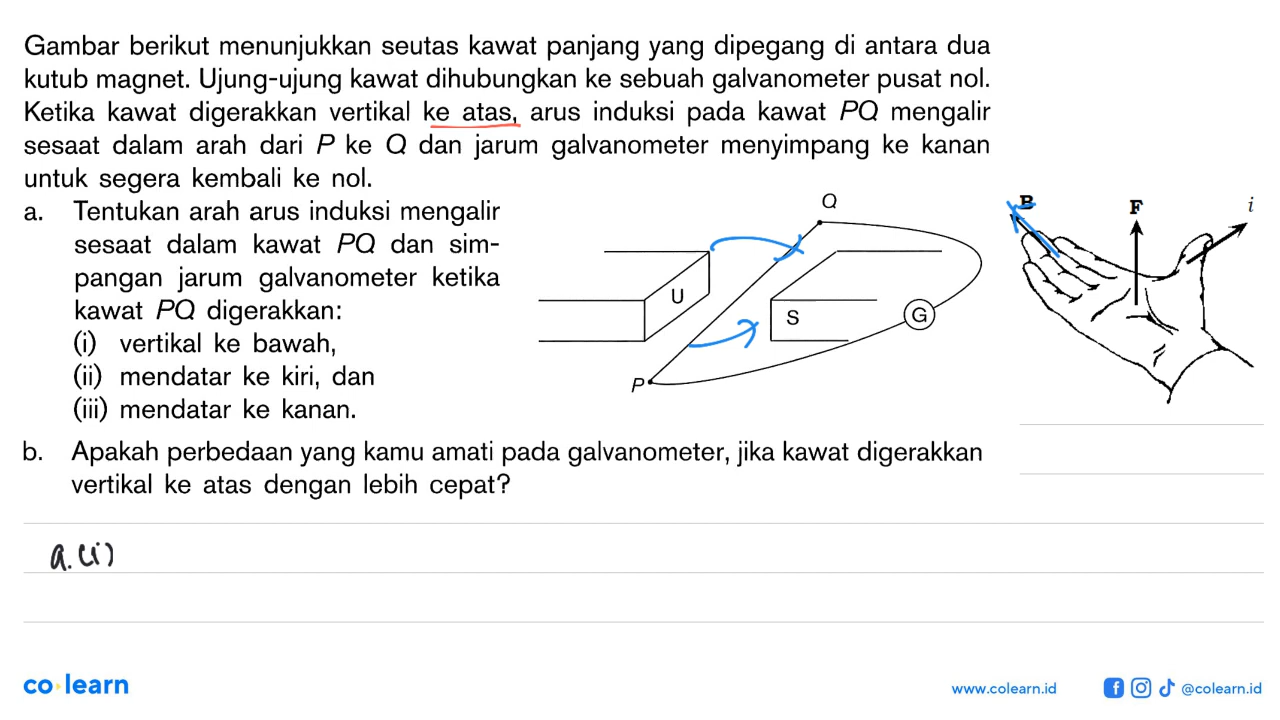 Gambar berikut menunjukkan seutas kawat panjang yang dipegang di antara dua
kutub magnet. Ujung-ujung kawat dihubungkan ke sebuah galvanometer pusat nol.
Ketika kawat digerakkan vertikal ke atas, arus induksi pada kawat PQ mengalir
sesaat dalam arah dari P ke Q dan jarum galvanometer menyimpang ke kanan
untuk segera kembali ke nol.
a. Tentukan arah arus induksi mengalir
sesaat dalam kawat PQ dan sim-
pangan jarum galvanometer ketika
kawat PQ digerakkan:
(i) vertikal ke bawah,
(ii) mendatar ke kiri, dan
(iii) mendatar ke kanan.
Q
U
S
G
P
B
F
i
b. Apakah perbedaan yang kamu amati pada galvanometer, jika kawat digerakkan
vertikal ke atas dengan lebih cepat?
a. (i)
co learn
www.colearn.id
@colearn.id